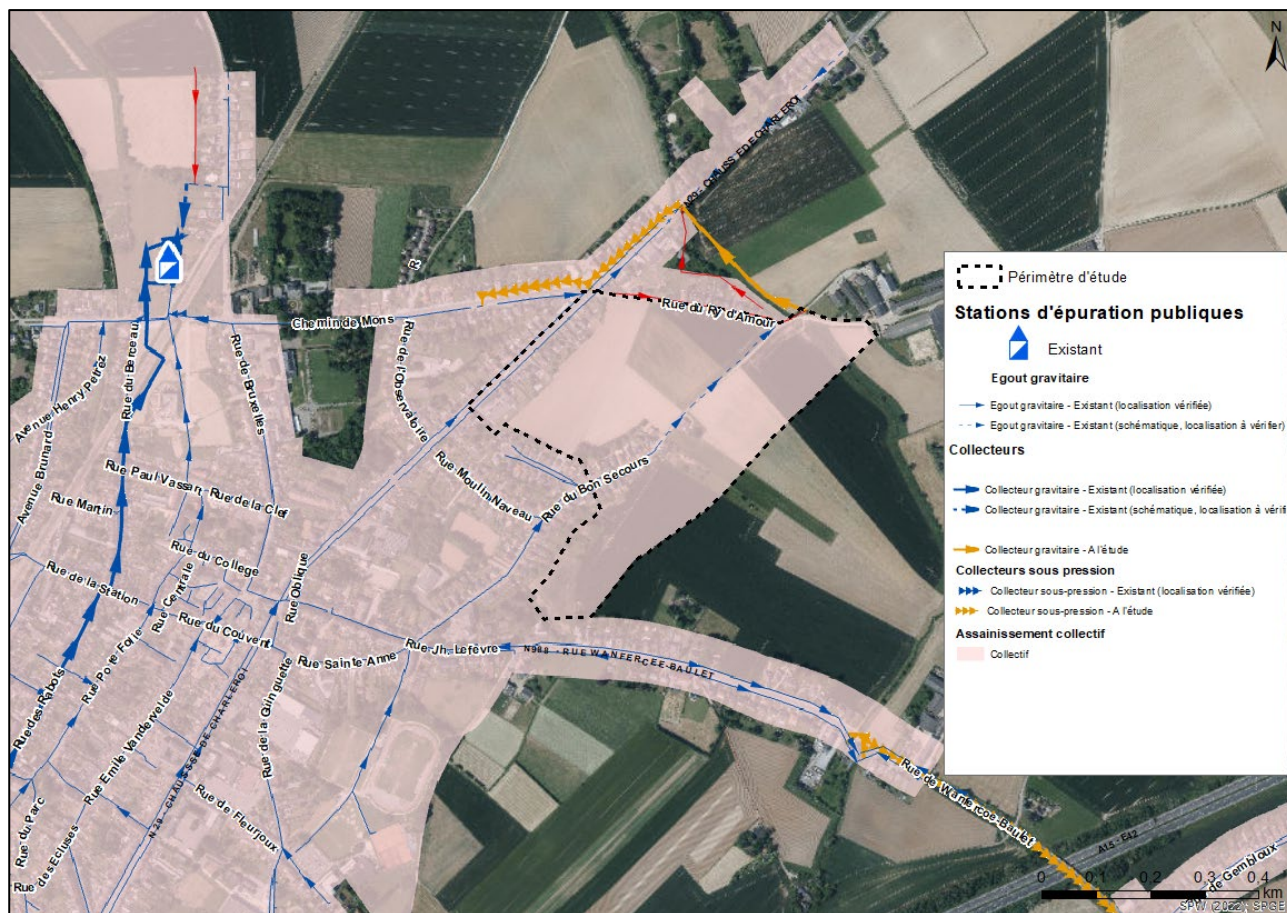 N
N29 - CHAUSSEE DE CHARLEROI
R
Rue du Ry d'Amour
Chemin de Mons
Rue du Berceau
Rue de Bruxelles
Rue de l'Observatoire
Avenue Henry Petrez
Avenue Brunard
Rue Moulin Naveau
Rue du Bon Secours
Rue Paul Vassart
Rue de la Clef
Rue Martin
Rue du College
Rue Centrale
Rue Oblique
Rue de la Station
Rue du Couvent
Rue Sainte Anne
Rue Jh. Lefèvre
N988 - RUE WANFERCEE-BAULET
Rue des Rabots
Rue Porte Folle
Rue Emile Vandervelde
Rue de la Guinguette
N29 - CHAUSSEE DE CHARLEROI
Rue de Fleurjoux
Rue du Parc
Rue des Ecluses
Rue de Wanfercee-Baulet
A15 - E42
de Gembloux
Périmètre d'étude
Stations d'épuration publiques
Existant
Egout gravitaire
Egout gravitaire - Existant (localisation vérifiée)
Egout gravitaire - Existant (schématique, localisation à vérifier)
Collecteurs
Collecteur gravitaire - Existant (localisation vérifiée)
Collecteur gravitaire - Existant (schématique, localisation à vérifi
Collecteur gravitaire - A l'étude
Collecteurs sous pression
Collecteur sous-pression - Existant (localisation vérifiée)
Collecteur sous-pression - A l'étude
Assainissement collectif
Collectif
0 0,1 0,2 0,3 0,4
km
SPW (2022), SPGE